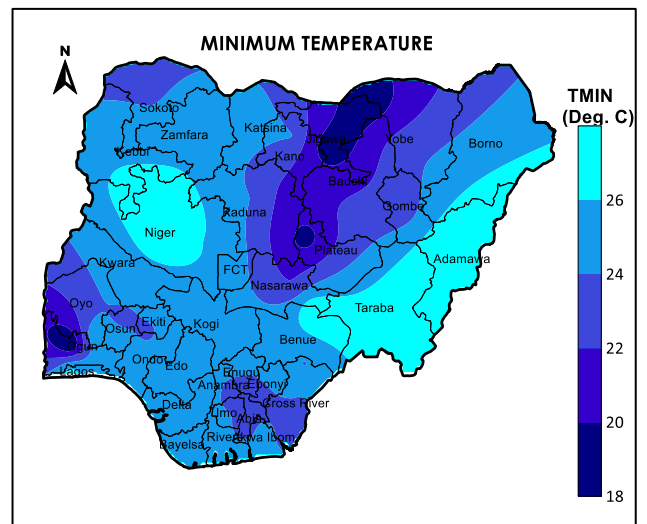 MINIMUM TEMPERATURE
N
TMIN
(Deg. C)
Sokoto
Zamfara
Katsina
Jigawa
Yobe
Borno
Kebbi
Kano
Bauchi
Gombe
Kaduna
Niger
Plateau
Adamawa
Kwara
FCT
Nasarawa
Oyo
Taraba
Osun
Ekiti
Kogi
Benue
Ogun
Ondo
Edo
Lagos
Enugu
Anambra
Ebonyi
Delta
Imo
Abia
Cross River
Bayelsa
Rivers
Akwa Ibom
26
24
22
20
18